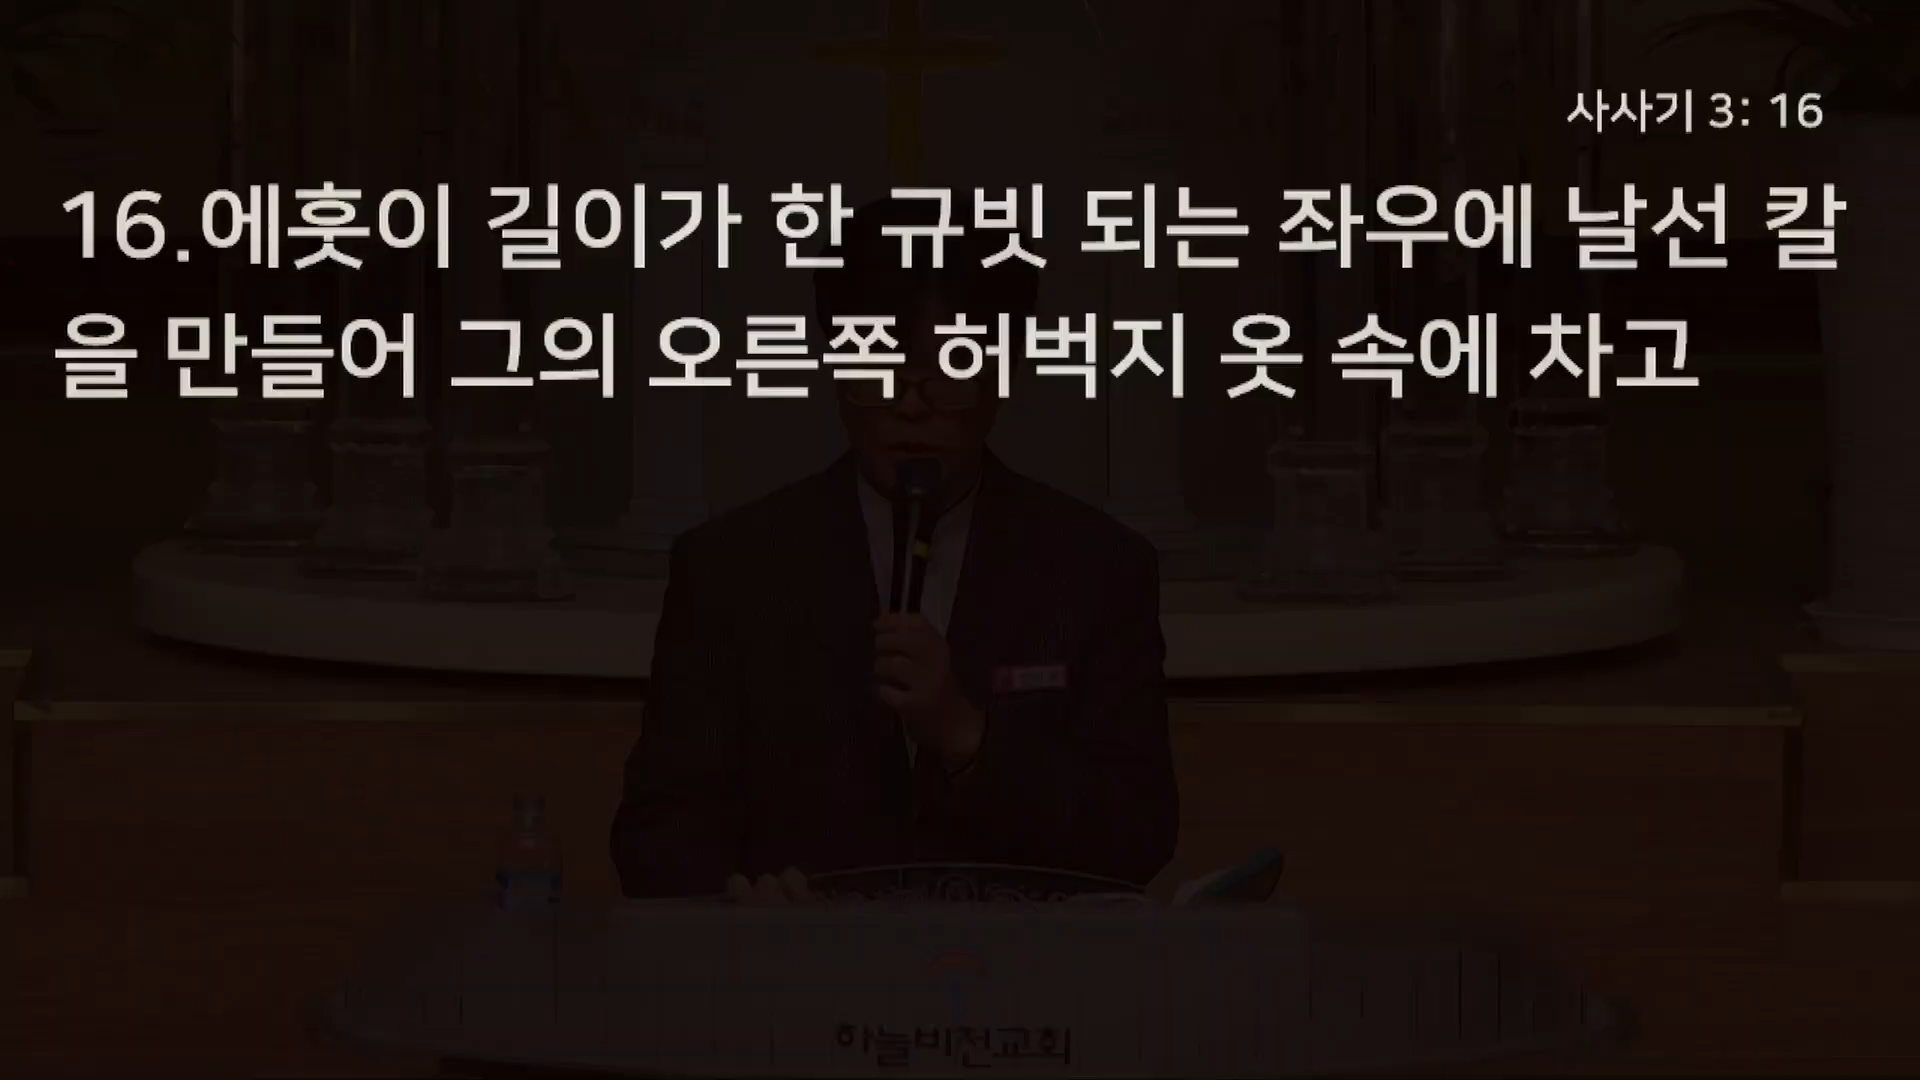 사사기 3: 16
16.에훗이 길이가 한 규빗 되는 좌우에 날선 칼
을 만들어 그의 오른쪽 허벅지 옷 속에 차고
하늘비전교회